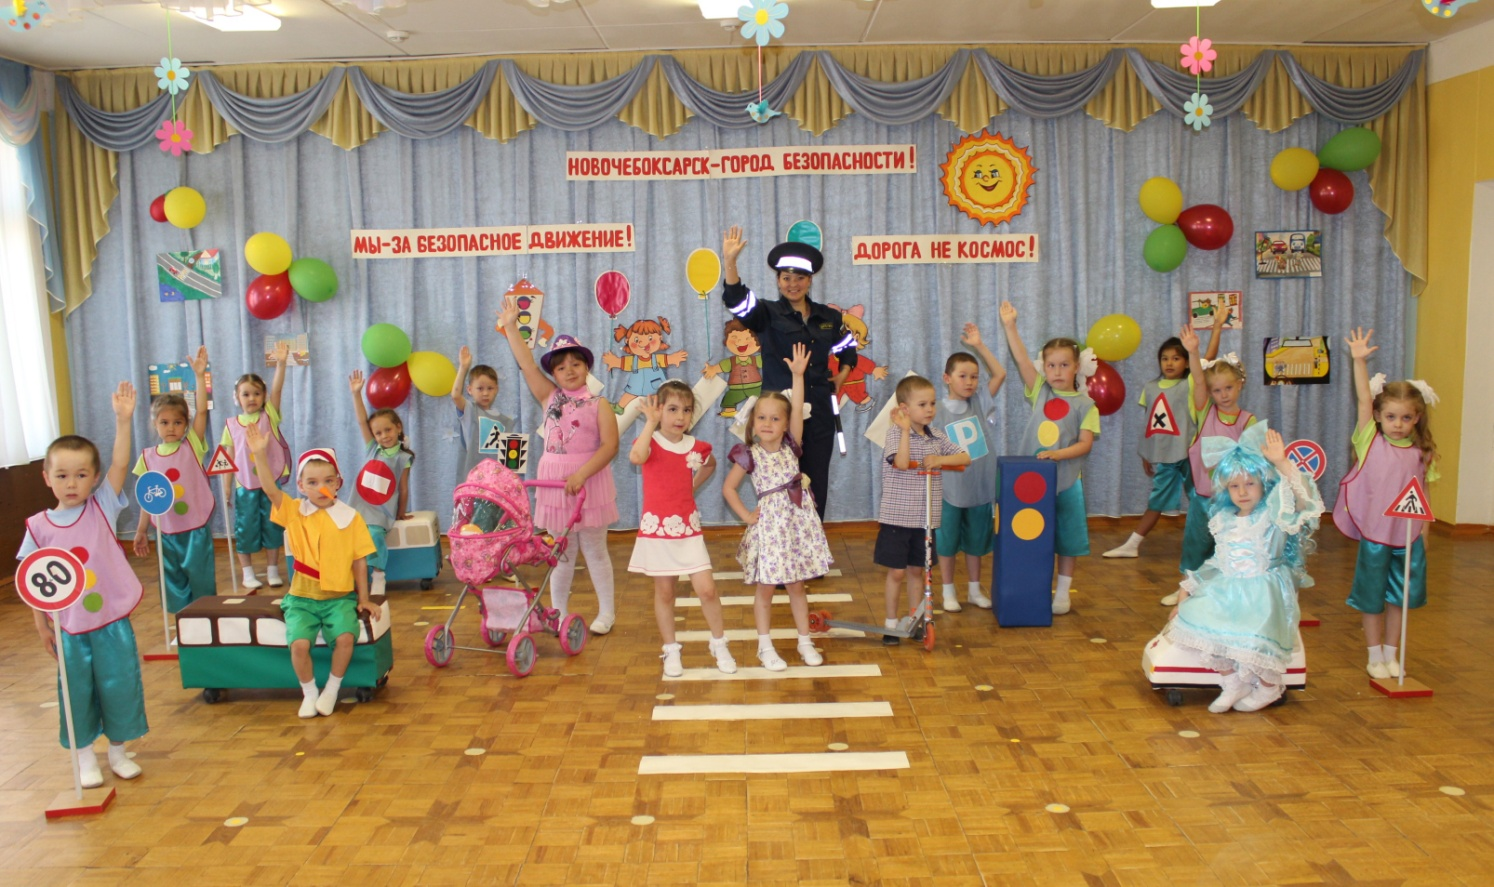 НОВОЧЕБОКСАРСК-ГОРОД БЕЗОПАСНОСТИ!
МЫ-ЗА БЕЗОПАСНОЕ ДВИЖЕНИЕ!
ДОРОГА НЕ КОСМОС!
P
80